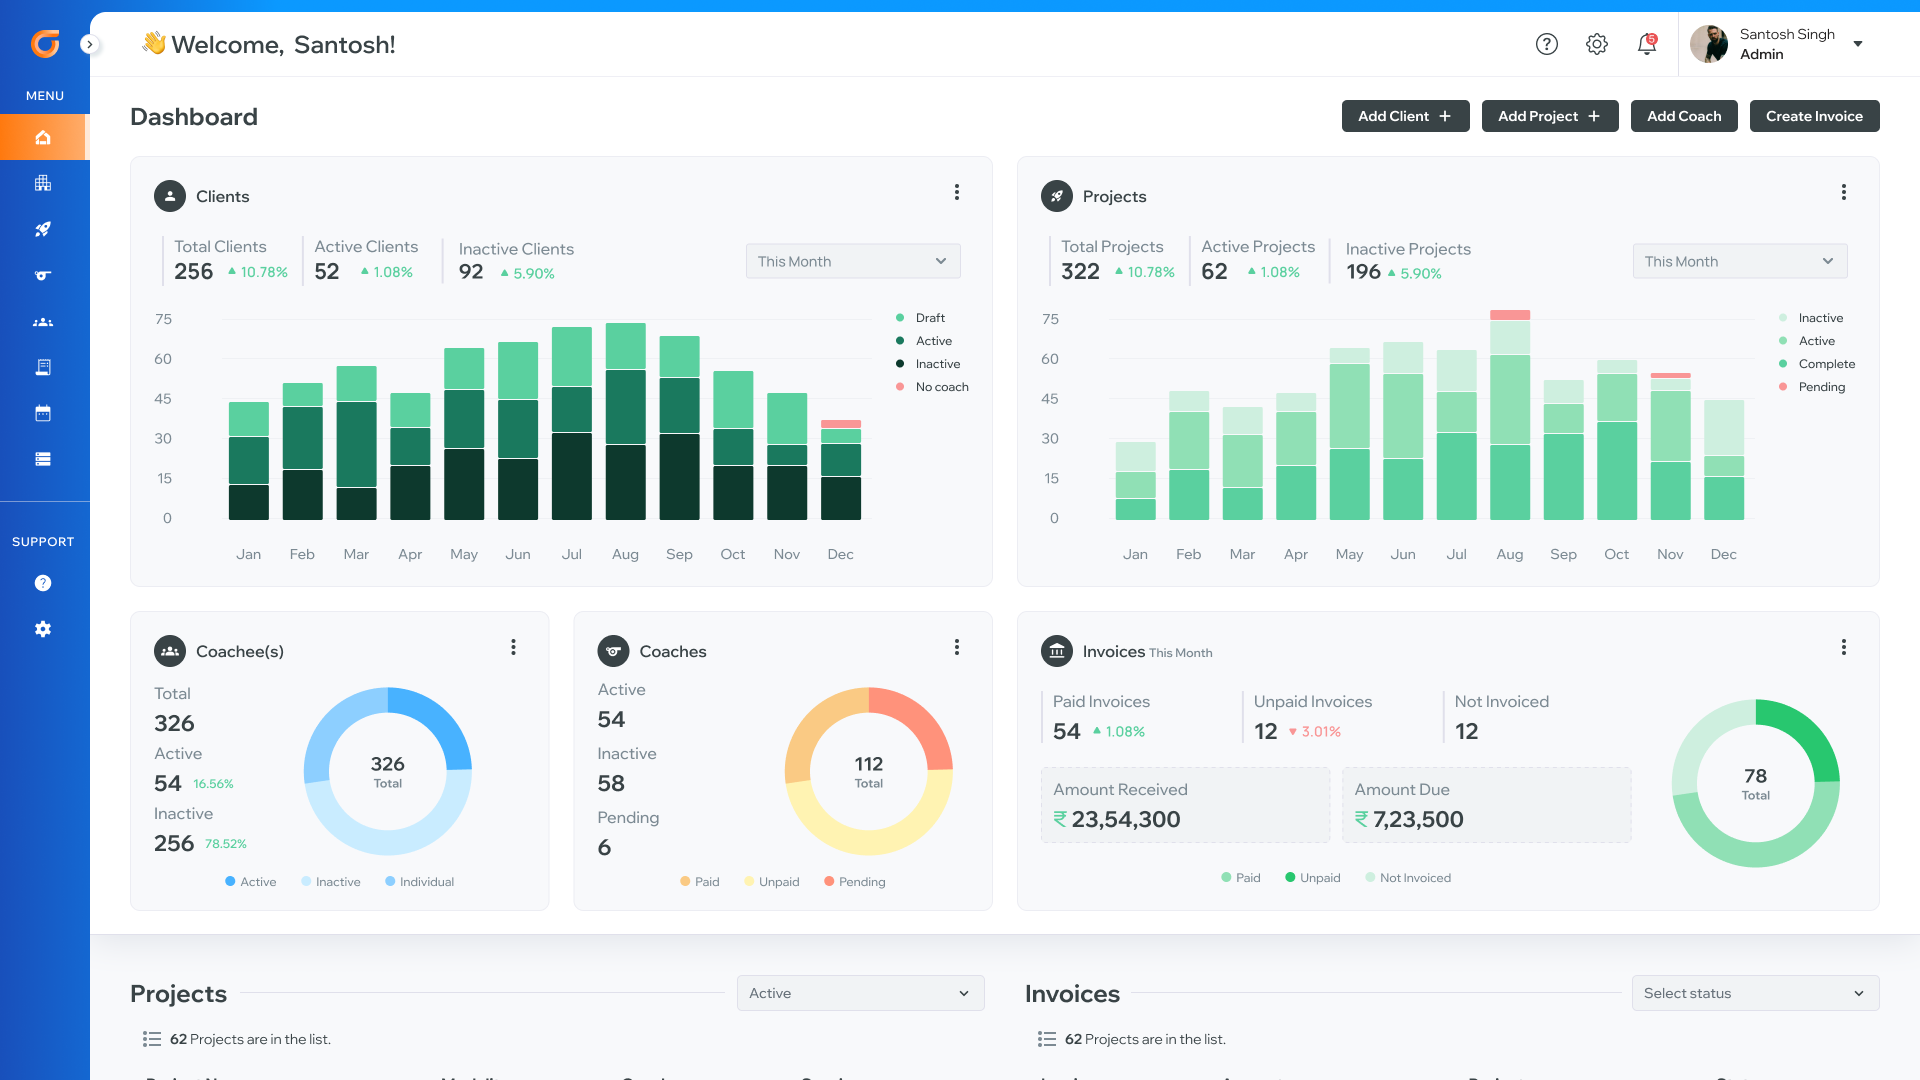 👋 Welcome, Santosh!
5
Santosh Singh
Admin
MENU
SUPPORT
Dashboard
Add Client +
Add Project +
Add Coach
Create Invoice
Clients
Total Clients
256 10.78%
Active Clients
52 1.08%
Inactive Clients
92 5.90%
This Month
75
60
45
30
15
0
Jan Feb Mar Apr May Jun Jul Aug Sep Oct Nov Dec
Draft
Active
Inactive
No coach
Projects
Total Projects
322 10.78%
Active Projects
62 1.08%
Inactive Projects
196 5.90%
This Month
75
60
45
30
15
0
Jan Feb Mar Apr May Jun Jul Aug Sep Oct Nov Dec
Inactive
Active
Complete
Pending
Coachee(s)
Total
326
Active
54 16.56%
Inactive
256 78.52%
326
Total
Active Inactive Individual
Coaches
Active
54
Inactive
58
Pending
6
112
Total
Paid Unpaid Pending
Invoices This Month
Paid Invoices
54 1.08%
Unpaid Invoices
12 3.01%
Not Invoiced
12
Amount Received
₹ 23,54,300
Amount Due
₹ 7,23,500
78
Total
Paid Unpaid Not Invoiced
Projects
Active
62 Projects are in the list.
Invoices
Select status
62 Projects are in the list.